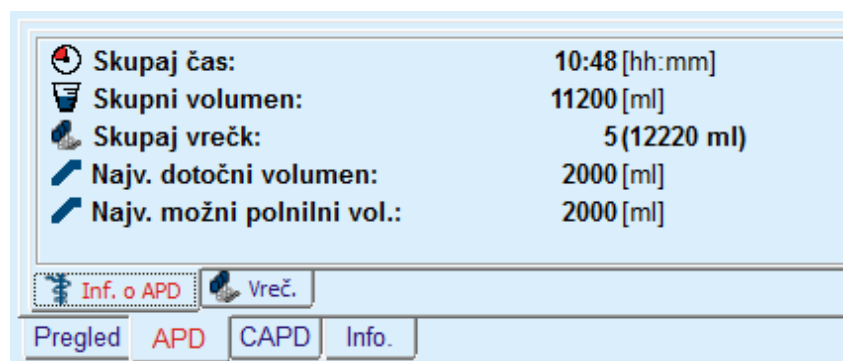 Skupaj čas: 10:48 [hh:mm]
Skupni volumen: 11200 [ml]
Skupaj vrečk: 5 (12220 ml)
Najv. dotočni volumen: 2000 [ml]
Najv. možni polnilni vol.: 2000 [ml]
Inf. o APD Vreč.
Pregled APD CAPD Info.